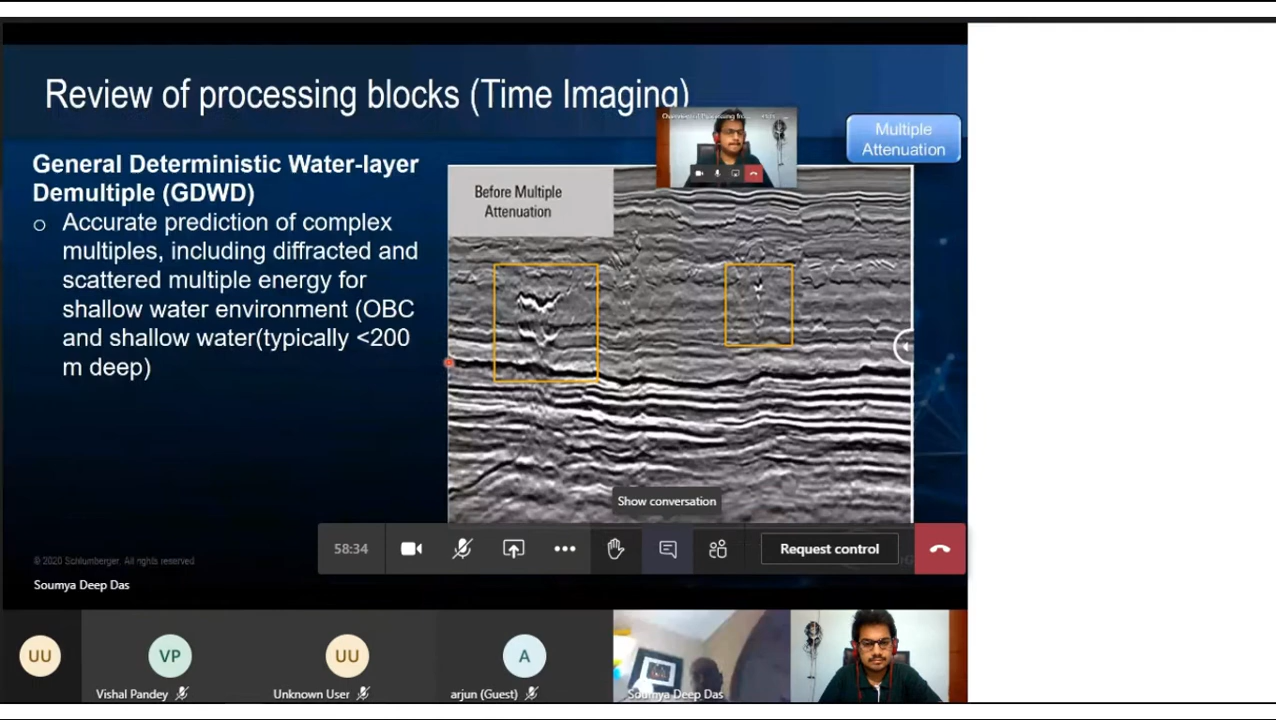 Review of processing blocks (Time Imaging)
Multiple
Attenuation
General Deterministic Water-layer
Demultiple (GDWD)
o Accurate prediction of complex
multiples, including diffracted and
scattered multiple energy for
shallow water environment (OBC
and shallow water(typically <200
m deep)
Before Multiple
Attenuation
Show conversation
58:34
Request control
© 2020 Schlumberger. All rights reserved
Soumya Deep Das
UU
VP
UU
A
Vishal Pandey
Unknown User
arjun (Guest)
Soumya Deep Das